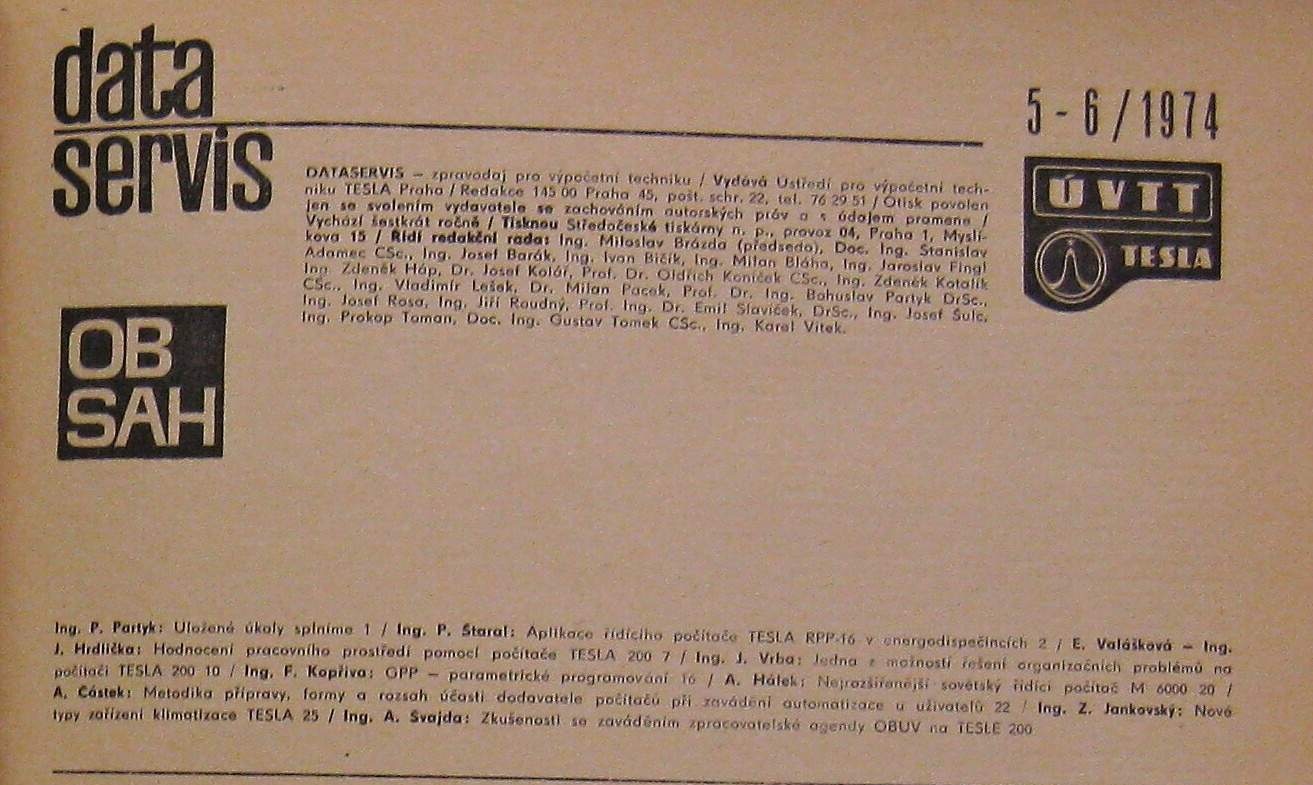 data
servis
5 - 6 / 1974
ÚVTT
TESLA
DATASERVIS – zpravodaj pro výpočetní techniku / Vydává Ústředí pro výpočetní tech-
niku TESLA Praha / Redakce 145 00 Praha 45, pošt. schr. 22, tel. 76 29 51 / Otisk povolen
jen se svolením vydavatele se zachováním autorských práv a s údajem pramene /
Vychází šestkrát ročně / Tisknou Středočeské tiskárny n. p., provoz 04, Praha 1, Myslí-
kova 15 / Řídí redakční rada: Ing. Miloslav Brázda (předseda), Doc. Ing. Stanislav
Adamec CSc., Ing. Josef Barák, Ing. Ivan Bičík, Ing. Milan Bláha, Ing. Jaroslav Fingl
Ing. Zdeněk Háp, Dr. Josef Kolář, Prof. Dr. Oldřich Koníček CSc., Ing. Zdeněk Kotalík
CSc., Ing. Vladimír Lešek, Dr. Milan Pacek, Prof. Dr. Ing. Bohuslav Partyk DrSc.,
Ing. Josef Rosa, Ing. Jiří Roudný, Prof. Ing. Dr. Emil Slavíček, DrSc., Ing. Josef Šulc,
Ing. Prokop Toman, Doc. Ing. Gustav Tomek CSc., Ing. Karel Vítek.
OB
SAH
Ing. P. Partyk: Uložené úkoly splníme 1 / Ing. P. Staral: Aplikace řídícího počítače TESLA RPP-16 v energodispečincích 2 / E. Valášková – Ing.
J. Hrdlička: Hodnocení pracovního prostředí pomocí počítače TESLA 200 7 / Ing. J. Vrba: Jedna z možností řešení organizačních problémů na
počítači TESLA 200 10 / Ing. F. Kopřiva: GPP – parametrické programování 16 / A. Hálek: Nejrozšířenější sovětský řídící počítač M 6000 20 /
A. Částek: Metodika přípravy, formy a rozsah účasti dodavatele počítačů při zavádění automatizace u uživatelů 22 / Ing. Z. Jankovský: Nové
typy zařízení klimatizace TESLA 25 / Ing. A. Svajda: Zkušenosti se zaváděním zpracovatelské agendy OBUV na TESLE 200